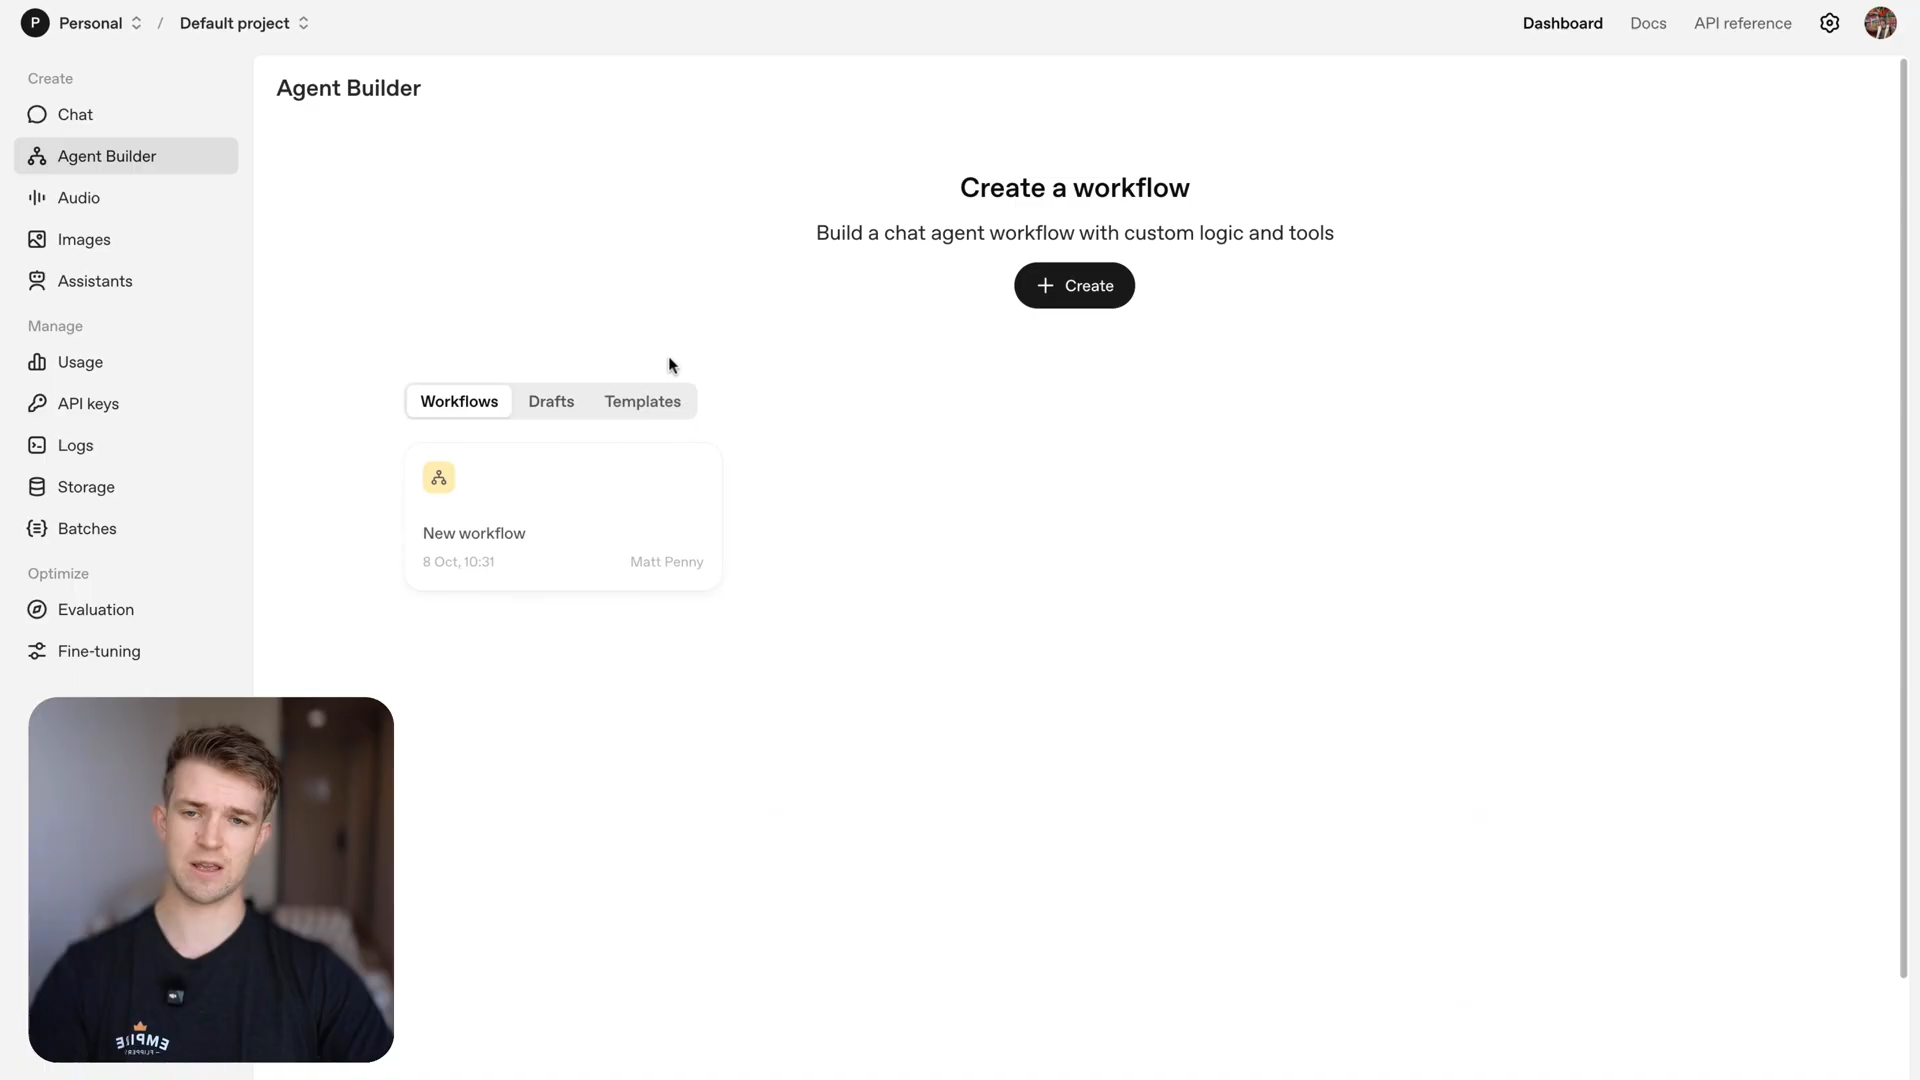 P Personal / Default project
Dashboard Docs API reference
Create
Chat
Agent Builder
Audio
Images
Assistants
Manage
Usage
API keys
Logs
Storage
Batches
Optimize
Evaluation
Fine-tuning
Agent Builder
Create a workflow
Build a chat agent workflow with custom logic and tools
+ Create
Workflows Drafts Templates
New workflow
8 Oct, 10:31 Matt Penny
EMPIRE
FLIPPERS